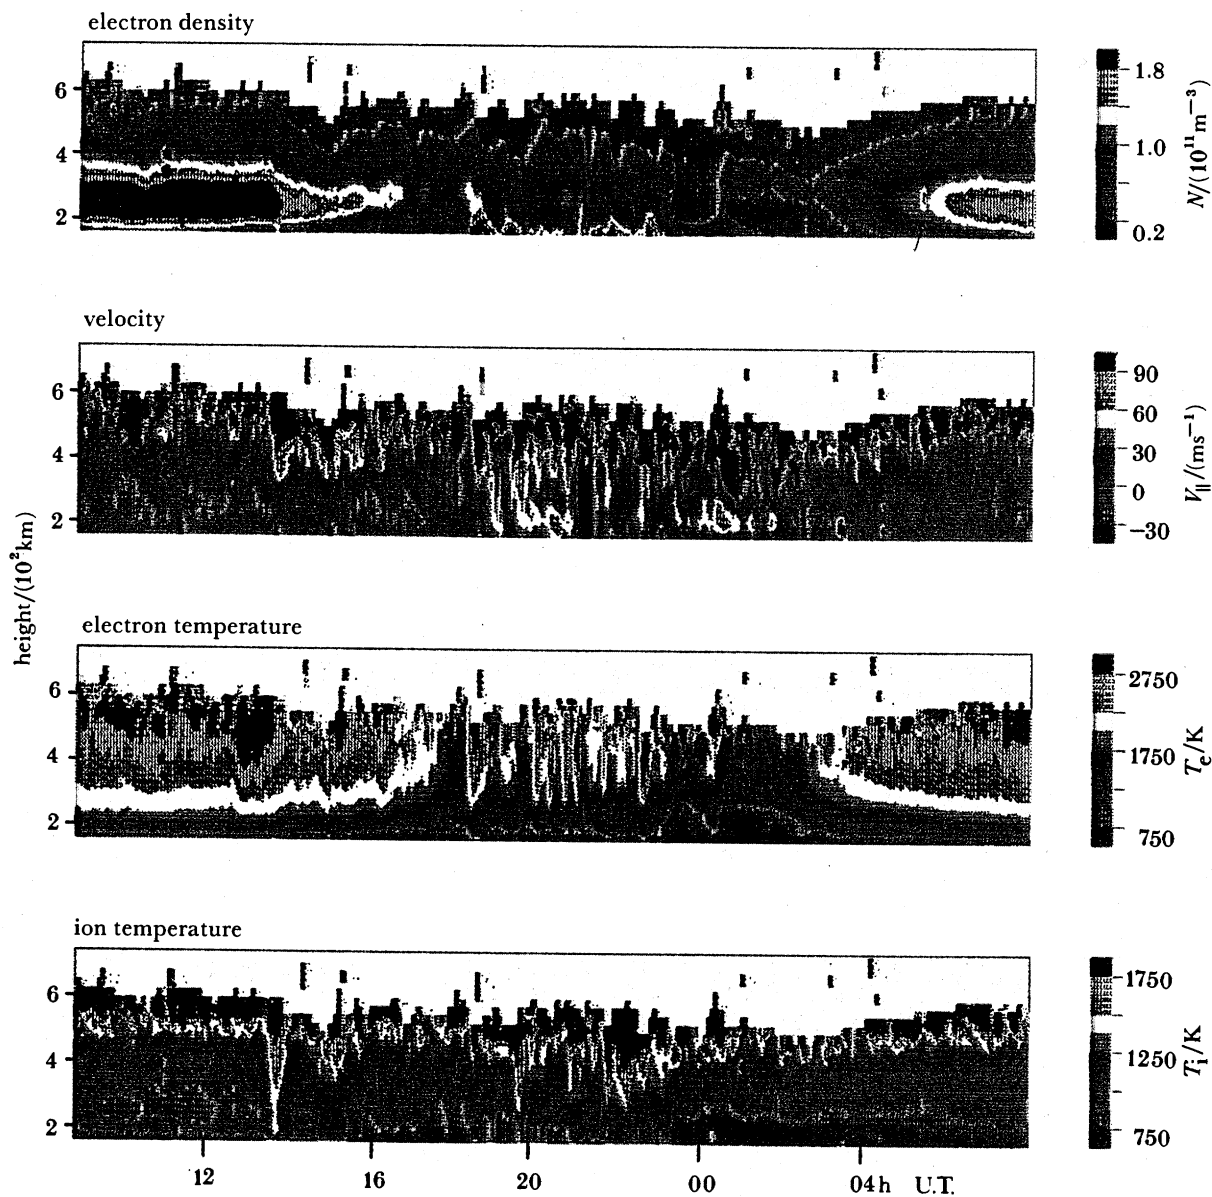 electron density
6
4
2
1.8
1.0
0.2
N/(10¹¹m⁻³)
velocity
6
4
2
90
60
30
0
−30
V∥/(ms⁻¹)
height/(10²km)
electron temperature
6
4
2
2750
1750
750
Te/K
ion temperature
6
4
2
1750
1250
750
Ti/K
12 16 20 00 04h U.T.